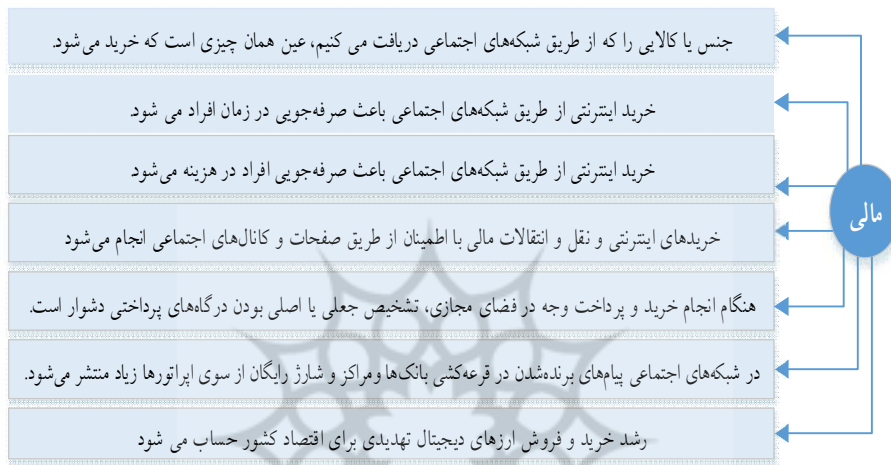 جنس یا کالایی را که از طریق شبکه‌های اجتماعی دریافت می کنیم، عین همان چیزی است که خرید می‌شود.
خرید اینترنتی از طریق شبکه‌های اجتماعی باعث صرفه‌جویی در زمان افراد می شود
خرید اینترنتی از طریق شبکه‌های اجتماعی باعث صرفه‌جویی افراد در هزینه می‌شود
مالی
خریدهای اینترنتی و نقل و انتقالات مالی با اطمینان از طریق صفحات و کانال‌های اجتماعی انجام می‌شود
هنگام انجام خرید و پرداخت وجه در فضای مجازی، تشخیص جعلی یا اصلی بودن درگاه‌های پرداختی دشوار است.
در شبکه‌های اجتماعی پیام‌های برنده‌شدن در قرعه‌کشی بانک‌ها ومراکز و شارژ رایگان از سوی اپراتورها زیاد منتشر می‌شود.
رشد خرید و فروش ارزهای دیجیتال تهدیدی برای اقتصاد کشور حساب می شود